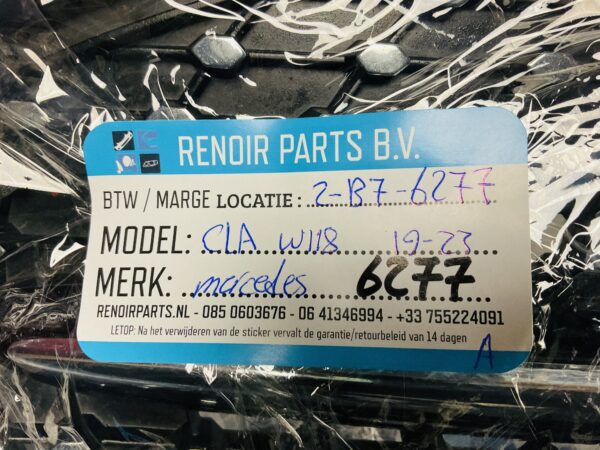 RENOIR PARTS B.V.
BTW / MARGE LOCATIE: 2-B7-6277
MODEL: CLA W118 19-23
MERK: mercedes 6277
RENOIRPARTS.NL - 085 0603676 - 06 41346994 - +33 755224091
LETOP: Na het verwijderen van de sticker vervalt de garantie/retourbeleid van 14 dagen
A